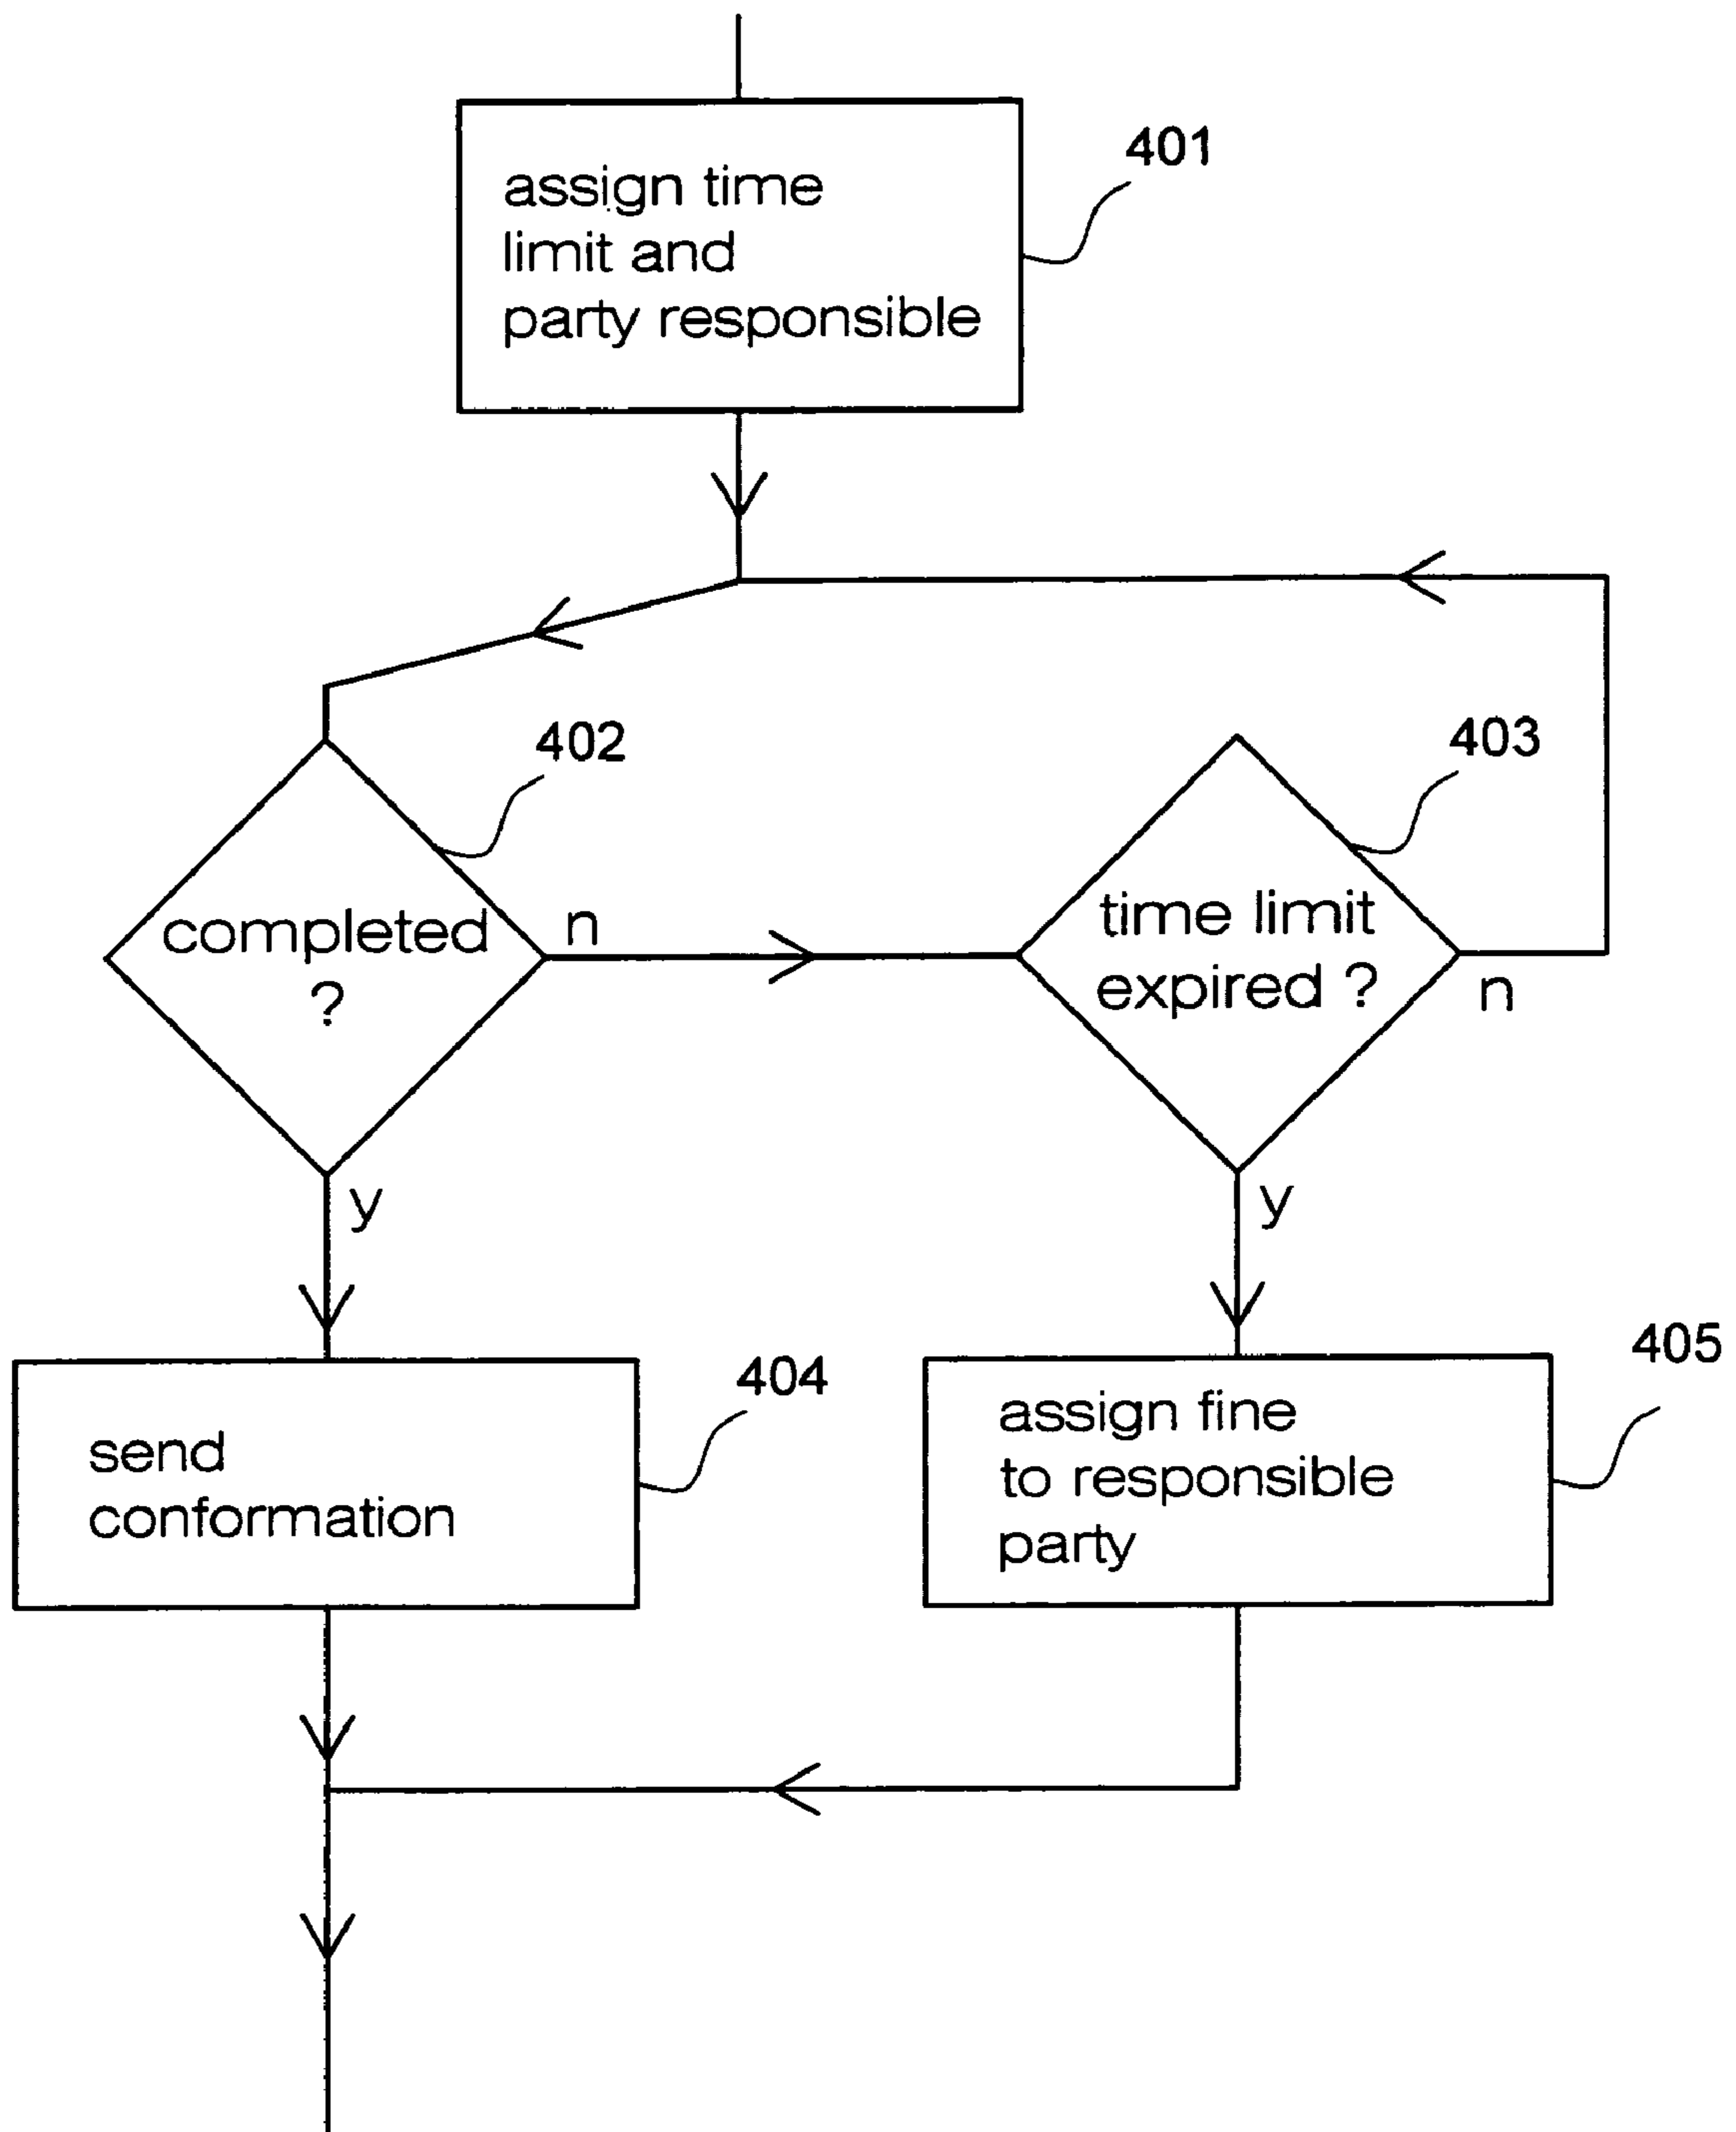 401
assign time
limit and
party responsible
402
completed
?
n
y
403
time limit
expired ?
n
y
404
send
conformation
405
assign fine
to responsible
party